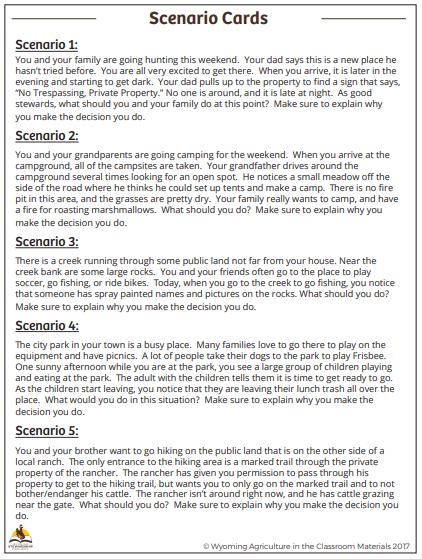 Scenario Cards
Scenario 1:
You and your family are going hunting this weekend.  Your dad says this is a new place he
hasn't tried before.  You are all very excited to get there.  When you arrive, it is later in the
evening and starting to get dark.  Your dad pulls up to the property to find a sign that says,
"No Trespassing, Private Property." No one is around, and it is late at night.  As good
stewards, what should you and your family do at this point?  Make sure to explain why
you make the decision you do.
Scenario 2:
You and your grandparents are going camping for the weekend.  When you arrive at the
campground, all of the campsites are taken.  Your grandfather drives around the
campground several times looking for an open spot.  He notices a small meadow off the
side of the road where he thinks he could set up tents and make a camp.  There is no fire
pit in this area, and the grasses are pretty dry.  Your family really wants to camp, and have
a fire for roasting marshmallows.  What should you do?  Make sure to explain why you
make the decision you do.
Scenario 3:
There is a creek running through some public land not far from your house. Near the
creek bank are some large rocks.  You and your friends often go to the place to play
soccer, go fishing, or ride bikes.  Today, when you go to the creek to go fishing, you notice
that someone has spray painted names and pictures on the rocks. What should you do?
Make sure to explain why you make the decision you do.
Scenario 4:
The city park in your town is a busy place.  Many families love to go there to play on the
equipment and have picnics.  A lot of people take their dogs to the park to play Frisbee.
One sunny afternoon while you are at the park, you see a large group of children playing
and eating at the park.  The adult with the children tells them it is time to get ready to go.
As the children start leaving, you notice that they are leaving their lunch trash all over the
place.  What would you do in this situation?  Make sure to explain why you make the
decision you do.
Scenario 5:
You and your brother want to go hiking on the public land that is on the other side of a
local ranch.  The only entrance to the hiking area is a marked trail through the private
property of the rancher.  The rancher has given you permission to pass through his
property to get to the hiking trail, but wants you to only go on the marked trail and to not
bother/endanger his cattle.  The rancher isn't around right now, and he has cattle grazing
near the gate.  What should you do?  Make sure to explain why you make the decision you
do.
© Wyoming Agriculture in the Classroom Materials 2017